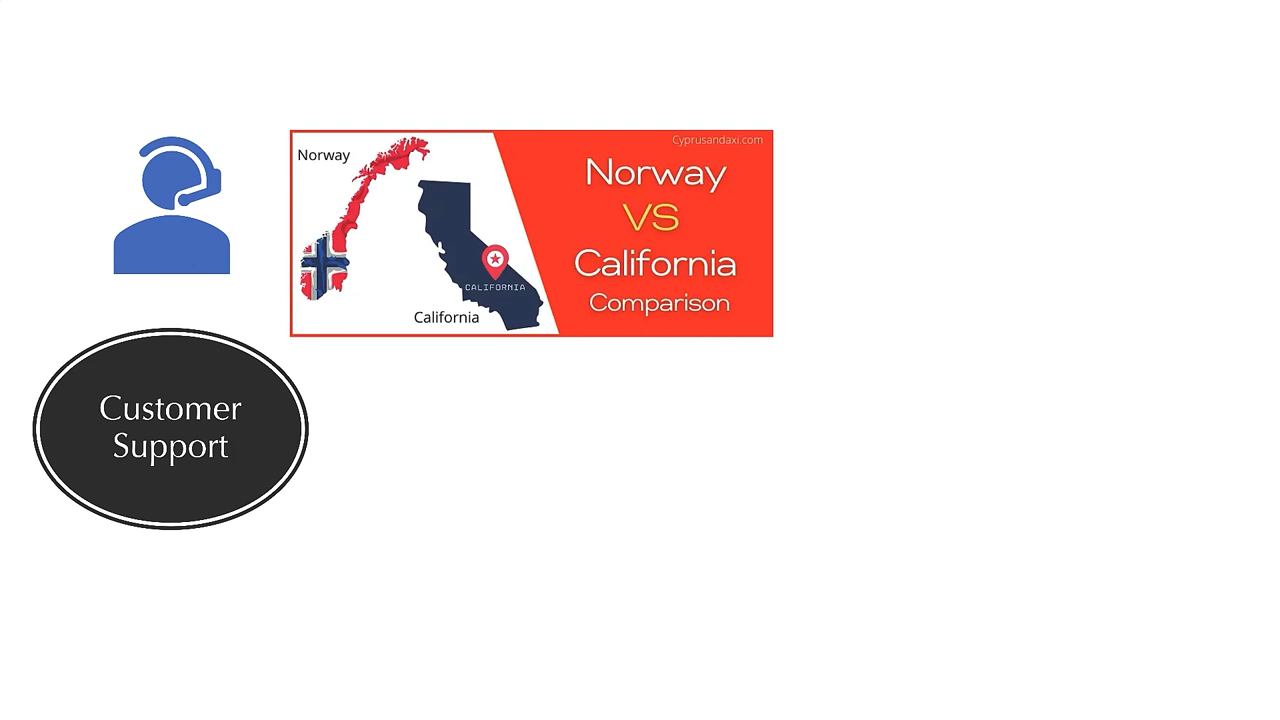 Cyprusandaxi.com
Norway
Norway
VS
California
Comparison
CALIFORNIA
California
Customer
Support